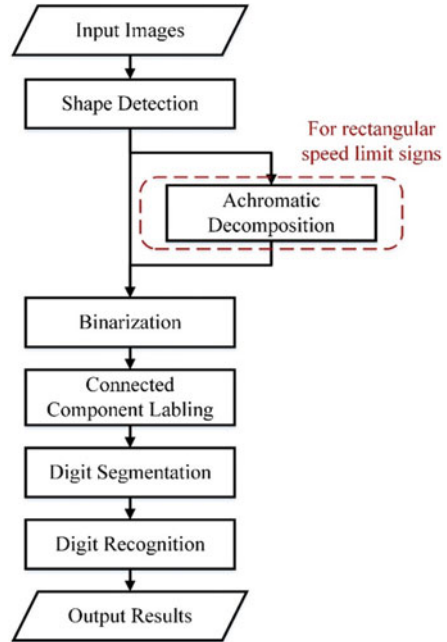 Input Images
Shape Detection
For rectangular
speed limit signs
Achromatic
Decomposition
Binarization
Connected
Component Labling
Digit Segmentation
Digit Recognition
Output Results